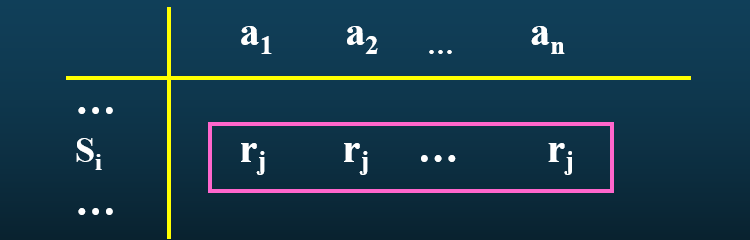 a₁ a₂ ... aₙ
...
Sᵢ rⱼ rⱼ ... rⱼ
...